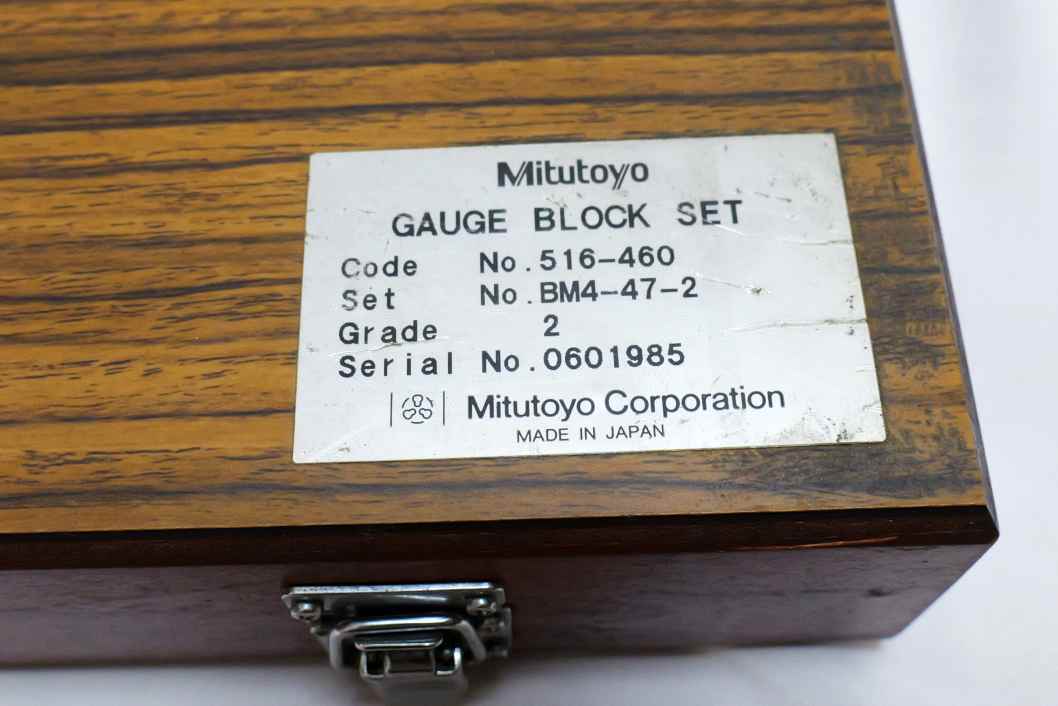 Mitutoyo
GAUGE BLOCK SET
Code No.516-460
Set No.BM4-47-2
Grade 2
Serial No.0601985
Mitutoyo Corporation
MADE IN JAPAN